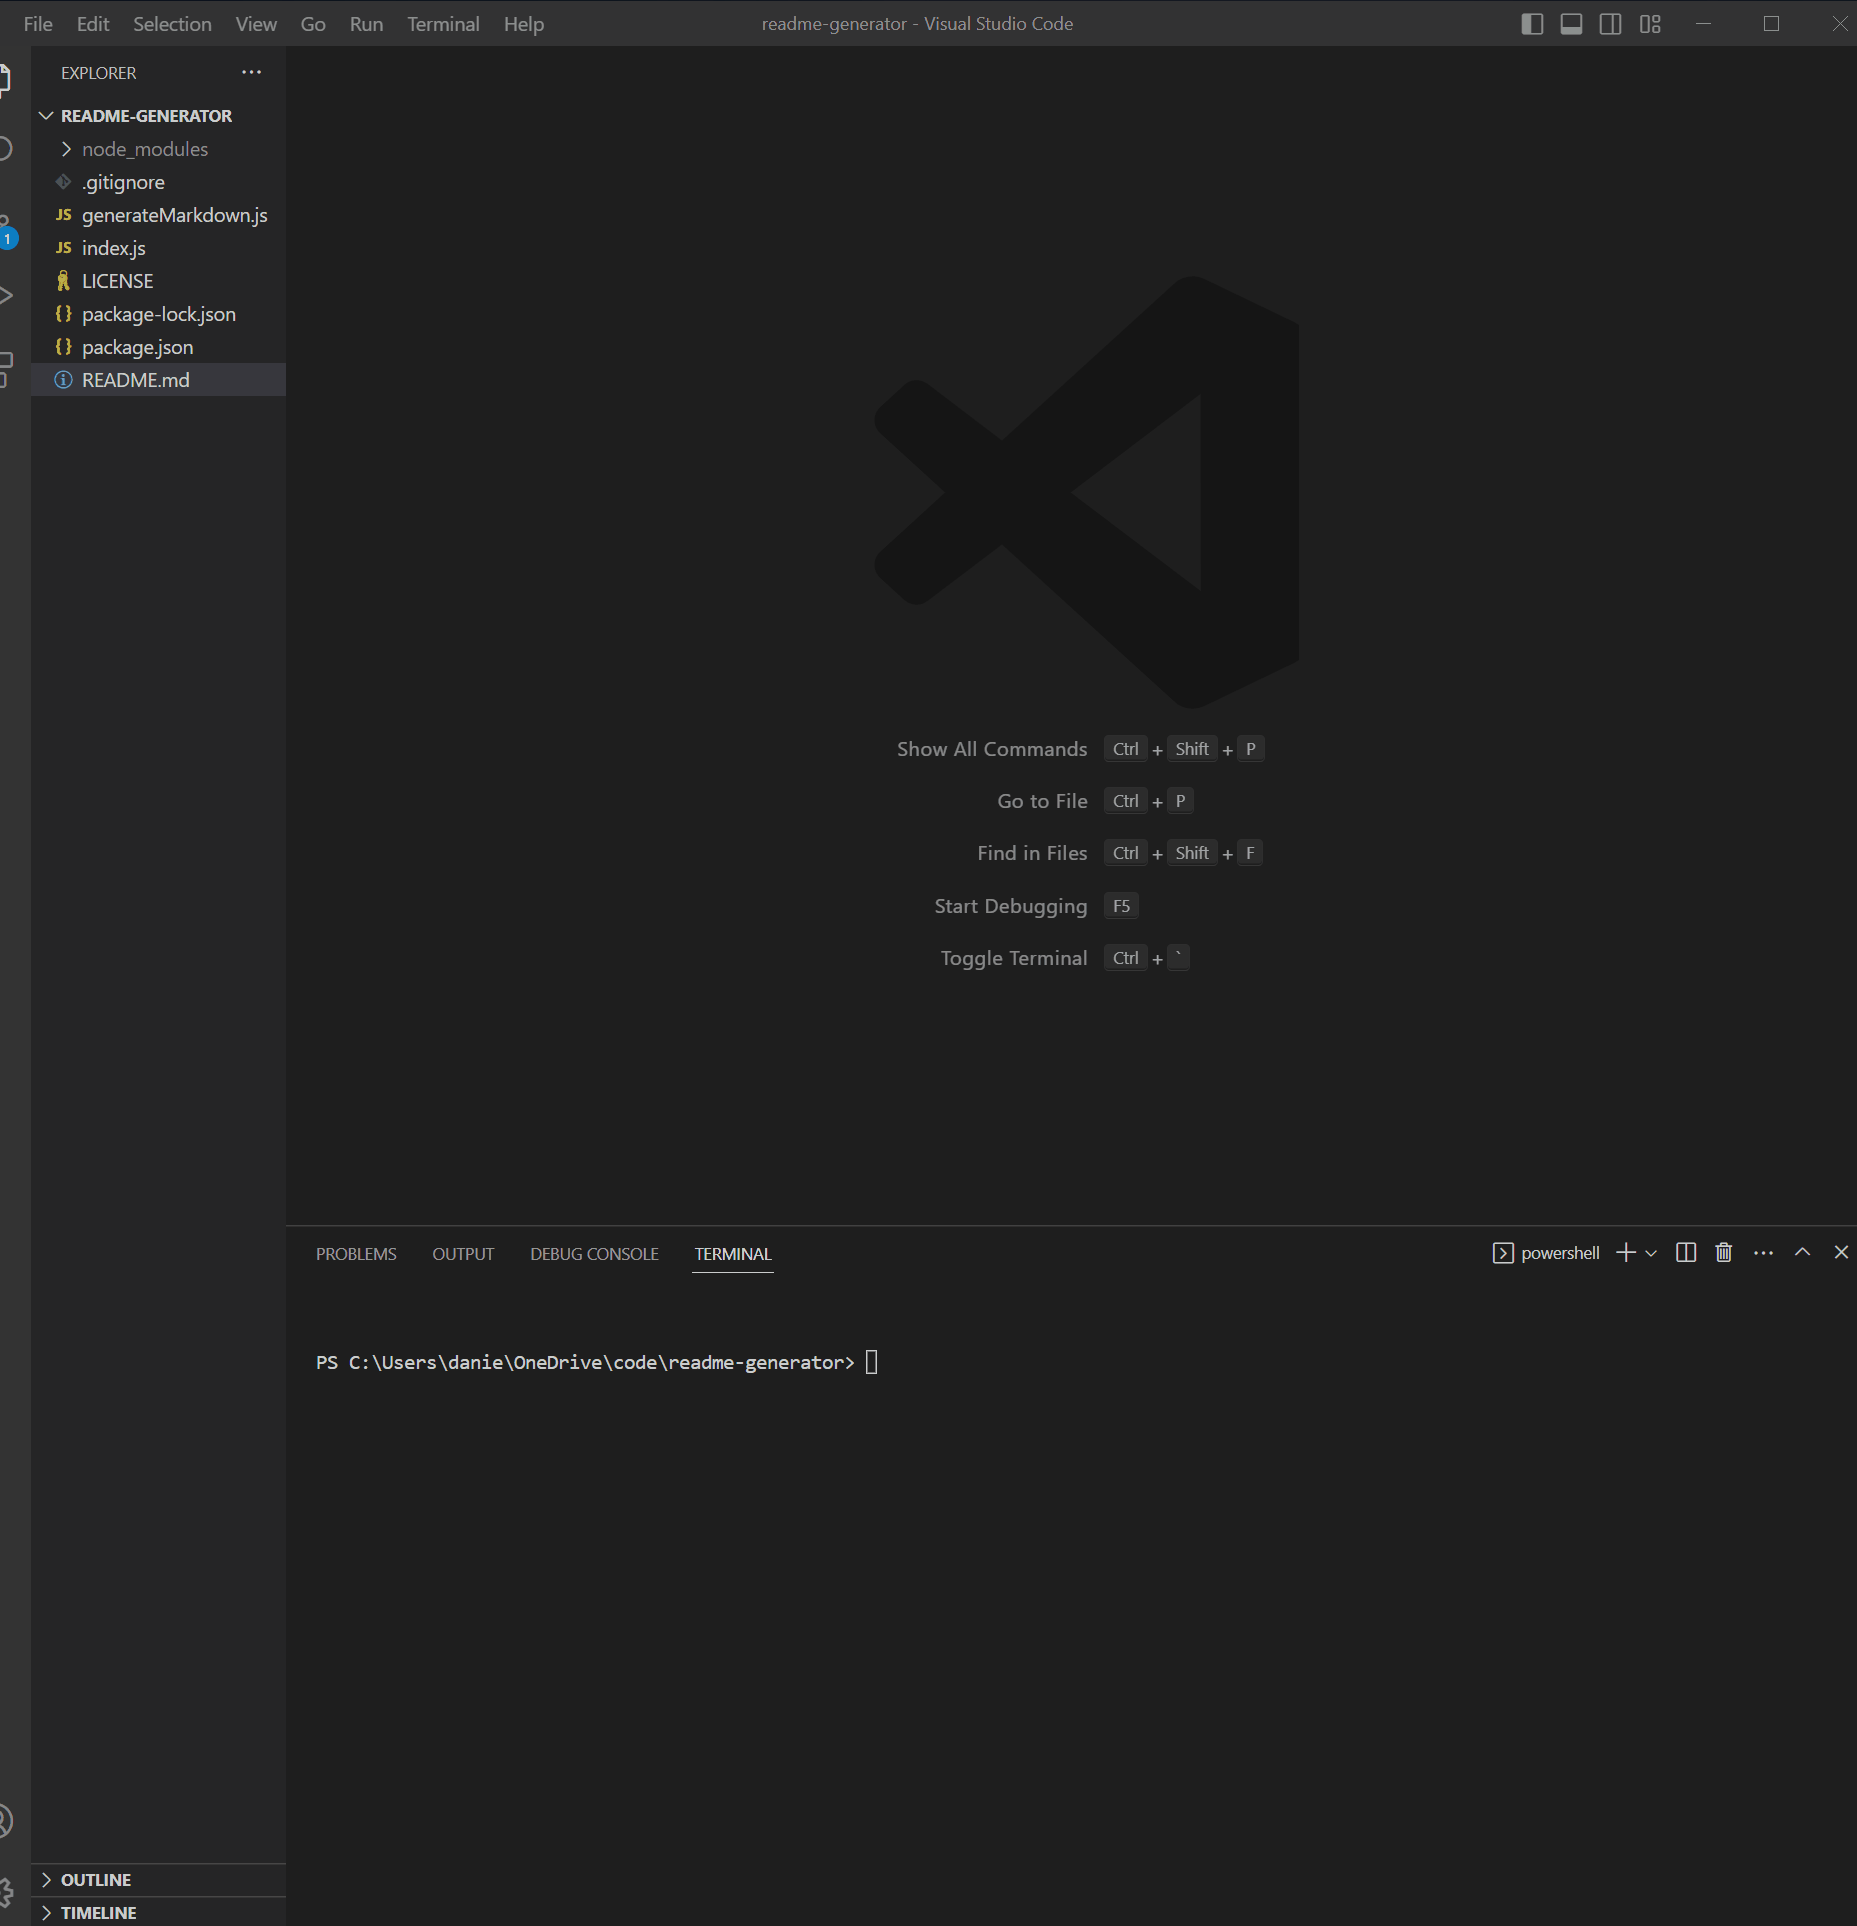 File Edit Selection View Go Run Terminal Help readme-generator - Visual Studio Code
EXPLORER
README-GENERATOR
node_modules
.gitignore
JS generateMarkdown.js
JS index.js
LICENSE
{} package-lock.json
{} package.json
README.md
1
Show All Commands Ctrl + Shift + P
Go to File Ctrl + P
Find in Files Ctrl + Shift + F
Start Debugging F5
Toggle Terminal Ctrl + `
PROBLEMS OUTPUT DEBUG CONSOLE TERMINAL powershell
PS C:\Users\danie\OneDrive\code\readme-generator>
OUTLINE
TIMELINE